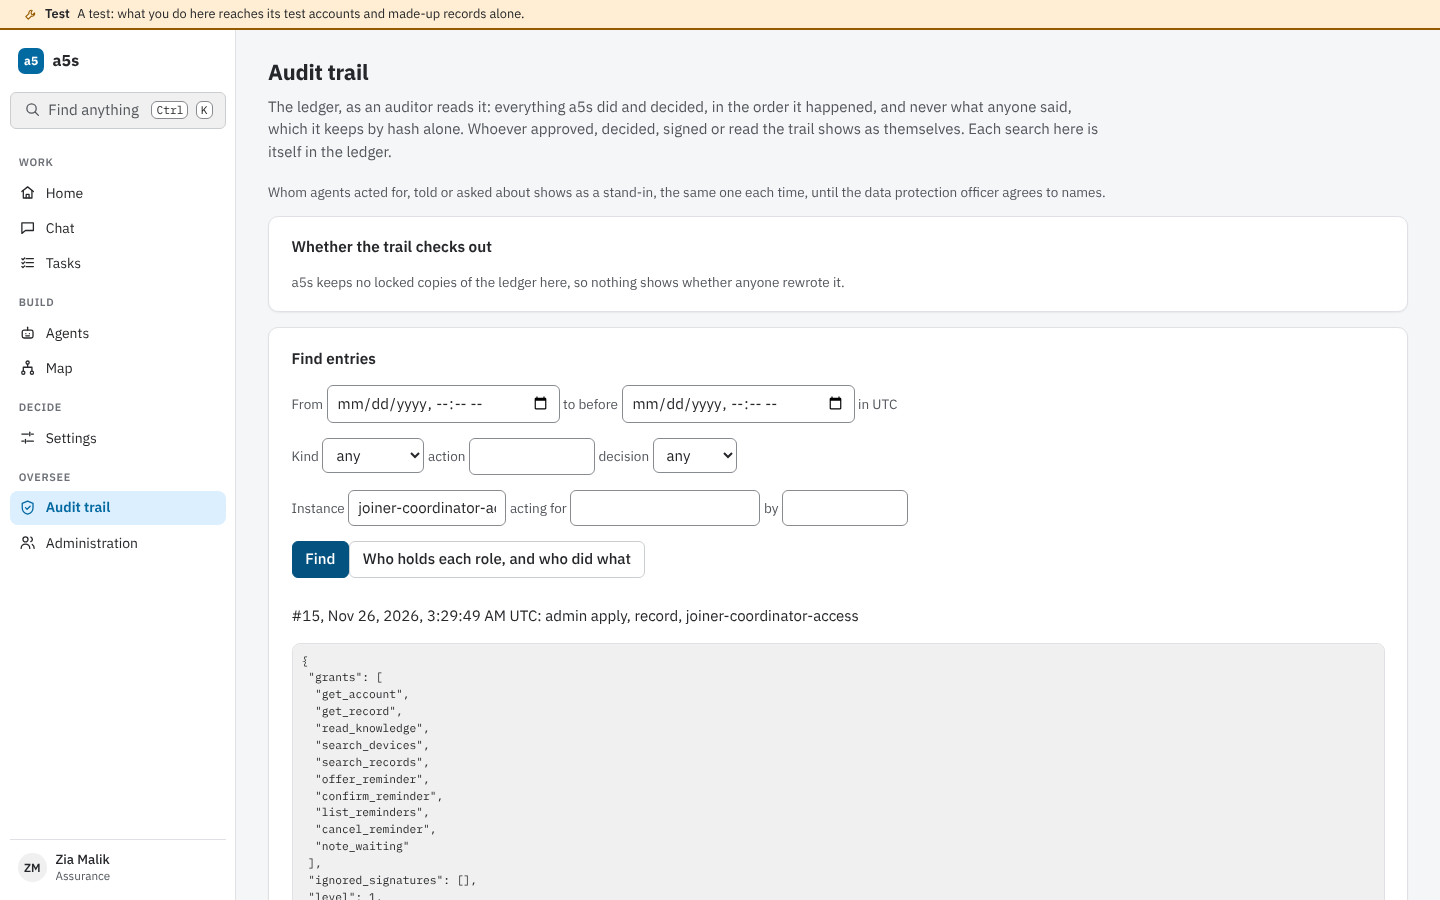 Test A test: what you do here reaches its test accounts and made-up records alone.
a5 a5s
Find anything Ctrl K
WORK
Home
Chat
Tasks
BUILD
Agents
Map
DECIDE
Settings
OVERSEE
Audit trail
Administration
ZM Zia Malik
Assurance
Audit trail
The ledger, as an auditor reads it: everything a5s did and decided, in the order it happened, and never what anyone said,
which it keeps by hash alone. Whoever approved, decided, signed or read the trail shows as themselves. Each search here is
itself in the ledger.
Whom agents acted for, told or asked about shows as a stand-in, the same one each time, until the data protection officer agrees to names.
Whether the trail checks out
a5s keeps no locked copies of the ledger here, so nothing shows whether anyone rewrote it.
Find entries
From mm/dd/yyyy, --:-- -- to before mm/dd/yyyy, --:-- -- in UTC
Kind any action decision any
Instance joiner-coordinator-ac acting for by
Find Who holds each role, and who did what
#15, Nov 26, 2026, 3:29:49 AM UTC: admin apply, record, joiner-coordinator-access
{
"grants": [
"get_account",
"get_record",
"read_knowledge",
"search_devices",
"search_records",
"offer_reminder",
"confirm_reminder",
"list_reminders",
"cancel_reminder",
"note_waiting"
],
"ignored_signatures": [],
"level": 1,